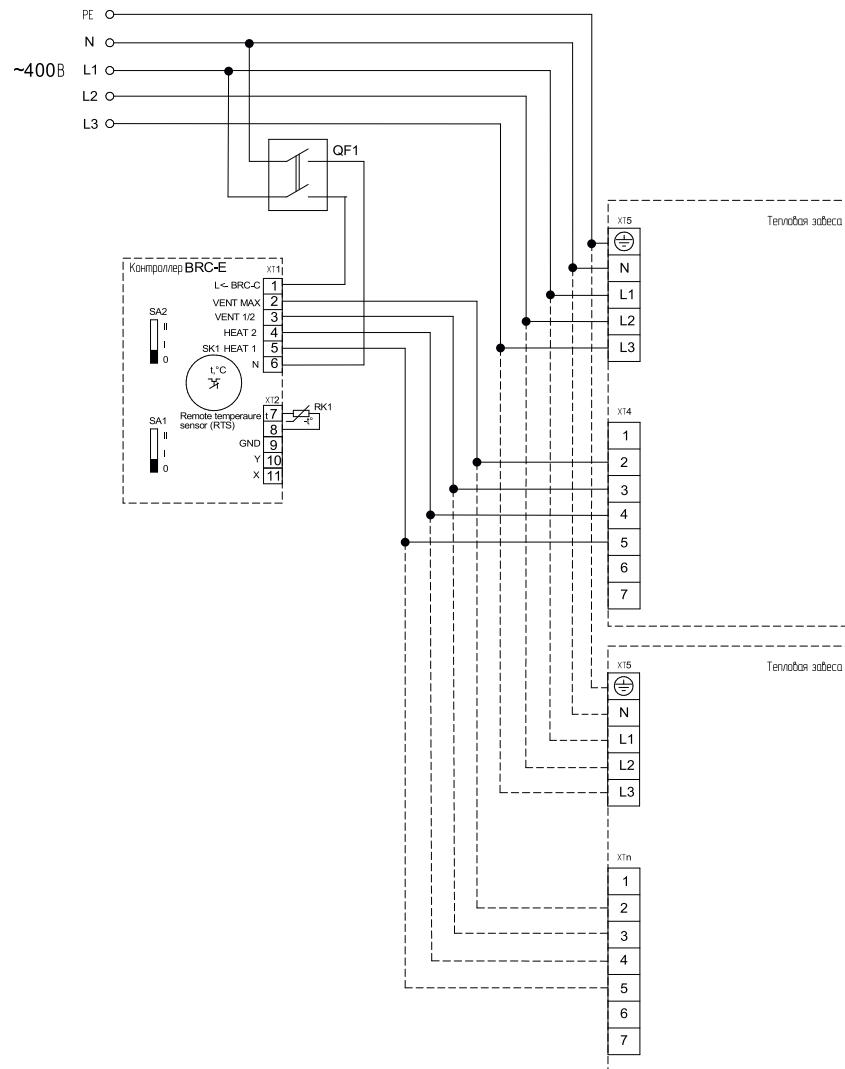 PE
N
~400В
L1
L2
L3
QF1
Контроллер BRC-E
XT1
L<- BRC-C 1
VENT MAX 2
VENT 1/2 3
HEAT 2 4
SK1 HEAT 1 5
N 6
SA2
II
I
0
t,°C
XT2
Remote temperaure
sensor (RTS)
t 7
8
GND 9
Y 10
X 11
RK1
-t°
SA1
II
I
0
XT5
Тепловая завеса
N
L1
L2
L3
XT4
1
2
3
4
5
6
7
XT5
Тепловая завеса
N
L1
L2
L3
XTn
1
2
3
4
5
6
7